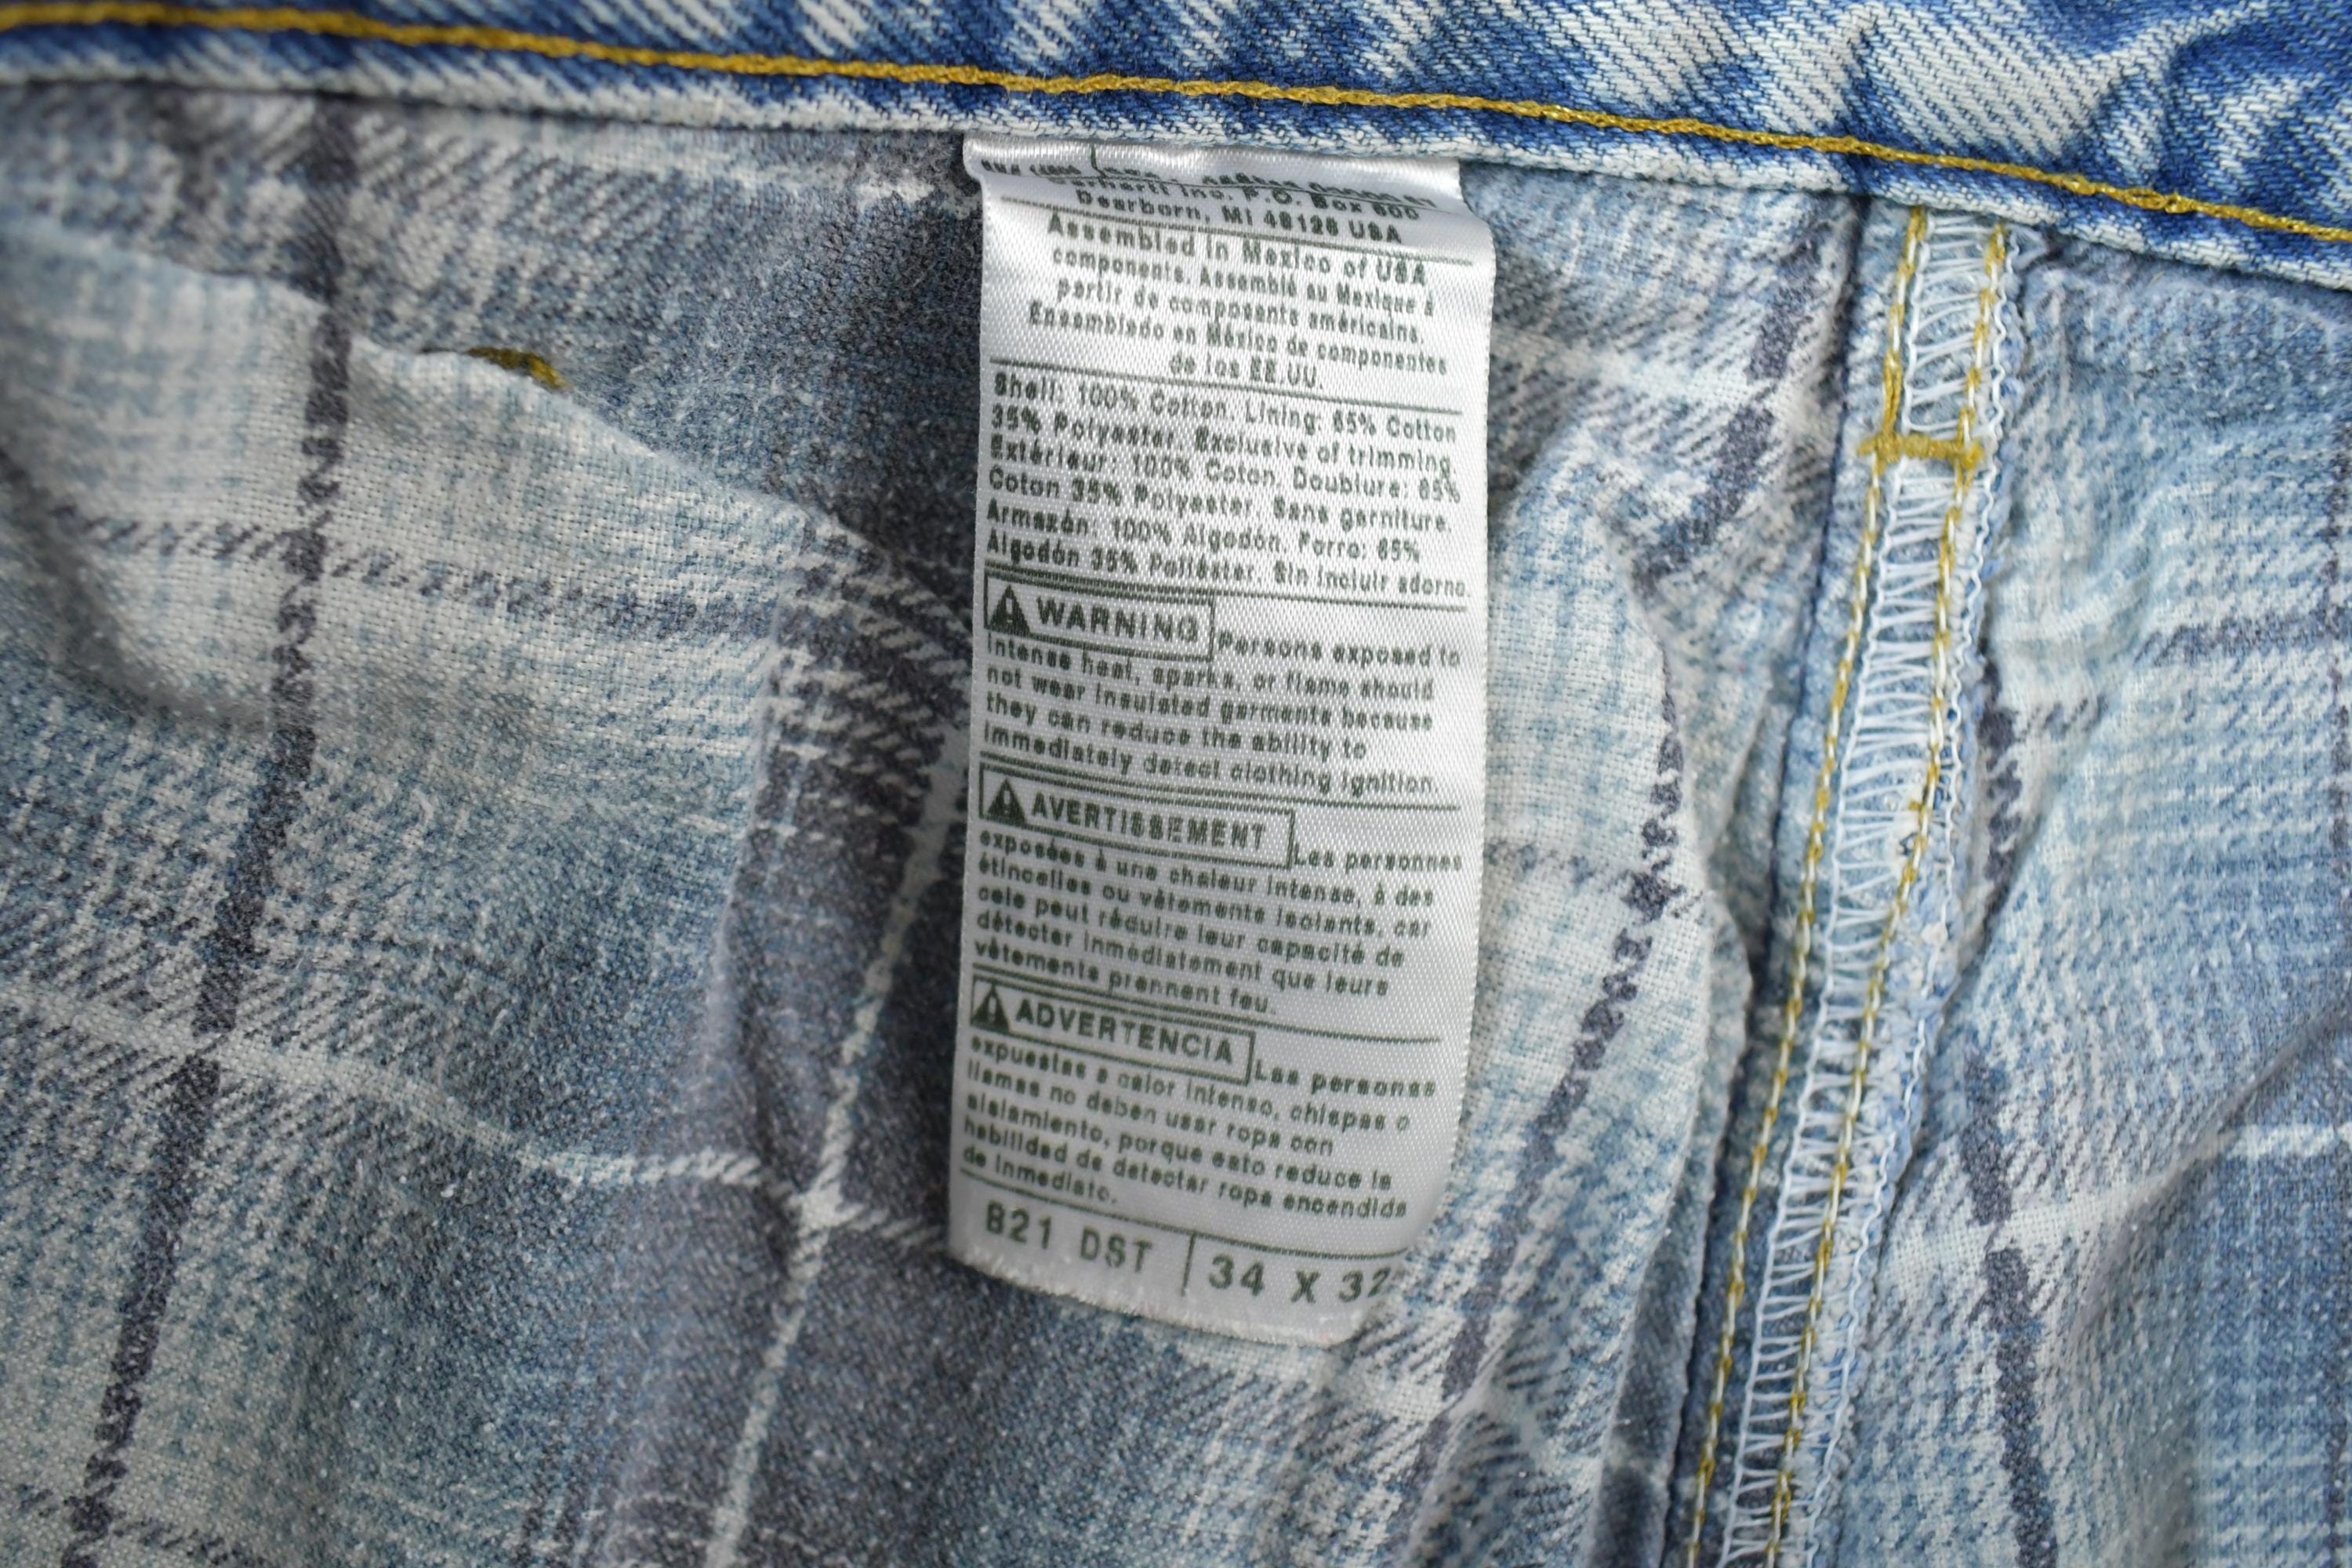 Carhartt Inc. P.O. Box 600
Dearborn, MI 48126 USA
Assembled in Mexico of USA
components. Assemblé au Mexique à
partir de composants américains.
Ensamblado en México de componentes
de los EE.UU.
Shell: 100% Cotton. Lining: 65% Cotton
35% Polyester. Exclusive of trimming
Extérieur: 100% Coton. Doublure: 65%
Coton 35% Polyester. Sans garniture.
Armazón: 100% Algodón. Forro: 65%
Algodón 35% Poliéster. Sin incluir adorno
WARNING Persons exposed to
intense heat, sparks, or flame should
not wear insulated garments because
they can reduce the ability to
immediately detect clothing ignition.
AVERTISSEMENT Les personnes
exposées à une chaleur intense, à des
étincelles ou vêtements isolants, car
cele peut réduire leur capacité de
détecter immédiatement que leurs
vêtements prennent feu.
ADVERTENCIA Las personas
expuestas a calor intenso, chispas o
llamas no deben usar ropa con
aislamiento, porque esto reduce la
habilidad de detectar ropa encendida
de inmediato.
B21 DST | 34 X 32